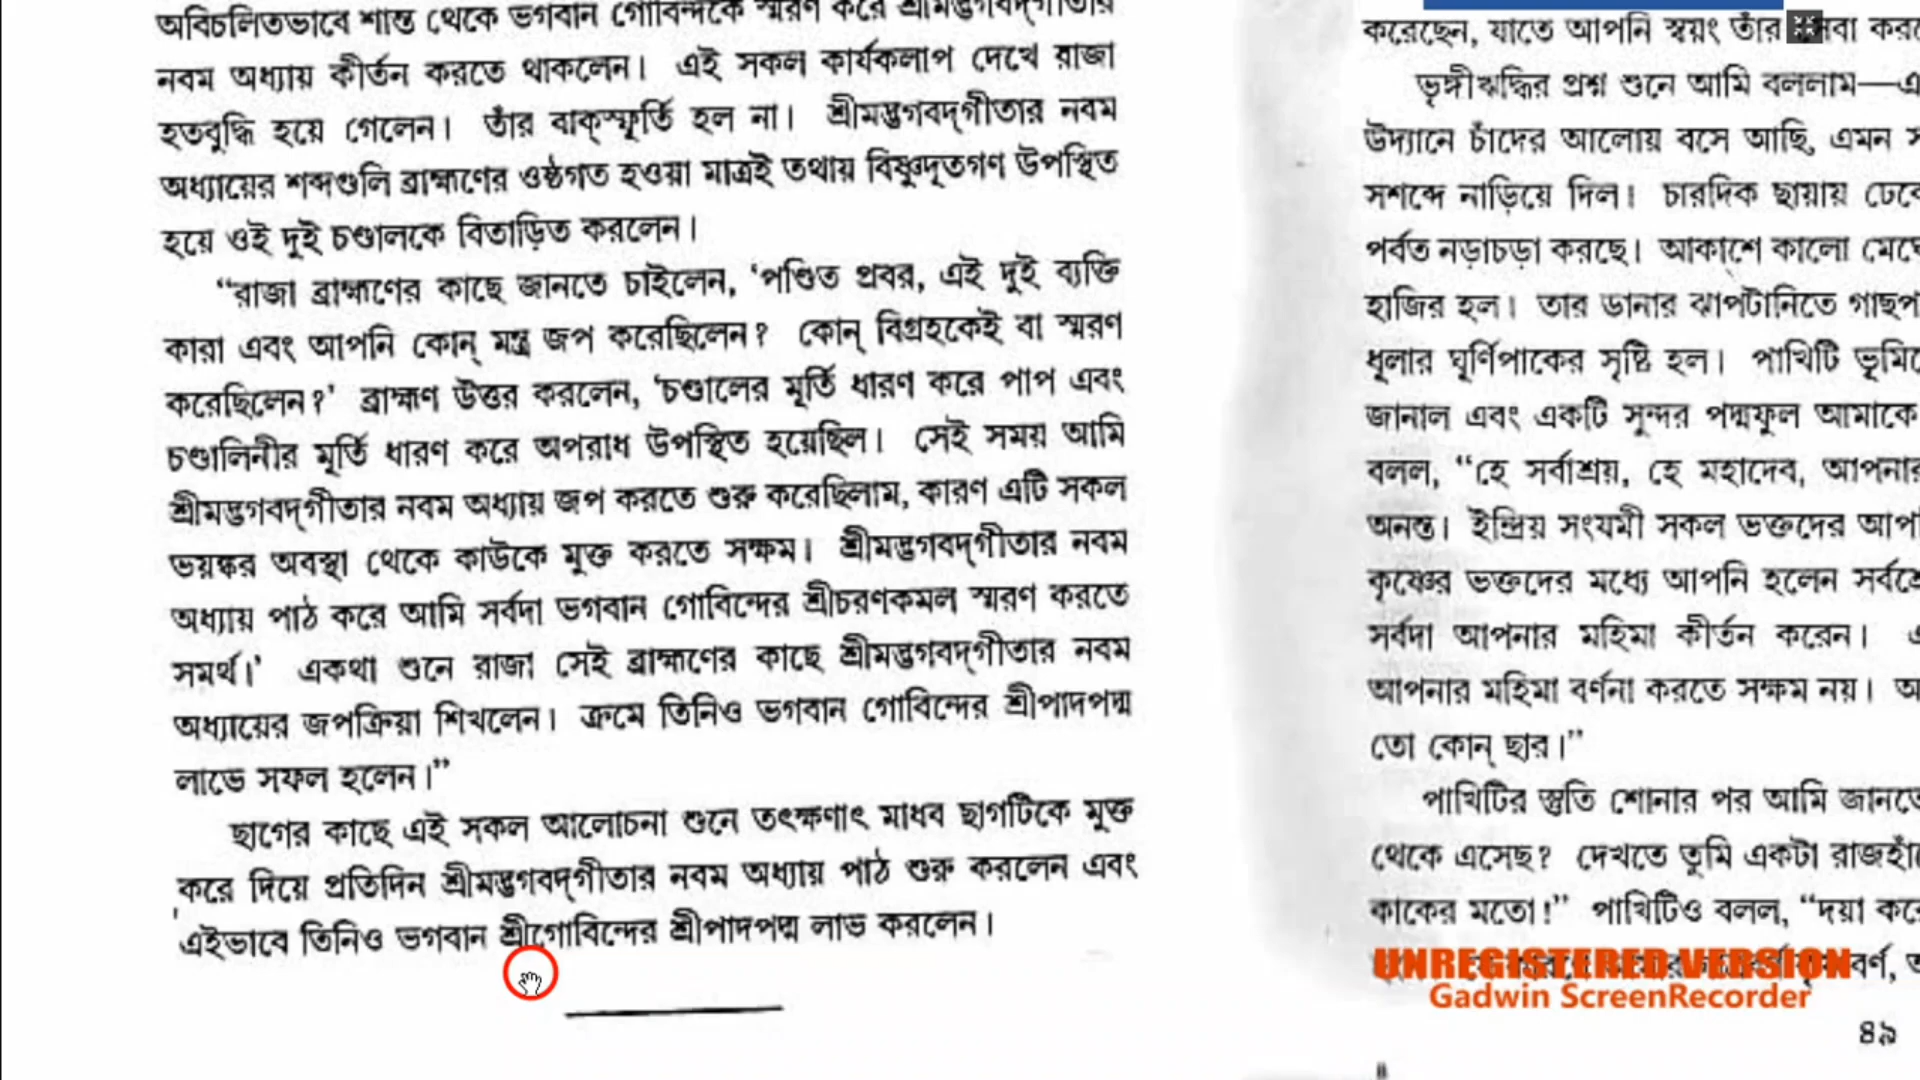 অবিচলিতভাবে শান্ত থেকে ভগবান গোবিন্দকে স্মরণ করে শ্রীমদ্ভগবদ্‌গীতার
নবম অধ্যায় কীর্তন করতে থাকলেন। এই সকল কার্যকলাপ দেখে রাজা
হতবুদ্ধি হয়ে গেলেন। তাঁর বাক্‌স্ফূর্তি হল না। শ্রীমদ্ভগবদ্‌গীতার নবম
অধ্যায়ের শব্দগুলি ব্রাহ্মণের ওষ্ঠগত হওয়া মাত্রই তথায় বিষ্ণুদূতগণ উপস্থিত
হয়ে ওই দুই চণ্ডালকে বিতাড়িত করলেন।
“রাজা ব্রাহ্মণের কাছে জানতে চাইলেন, ‘পণ্ডিত প্রবর, এই দুই ব্যক্তি
কারা এবং আপনি কোন্ মন্ত্র জপ করেছিলেন? কোন্ বিগ্রহকেই বা স্মরণ
করেছিলেন?’ ব্রাহ্মণ উত্তর করলেন, ‘চণ্ডালের মূর্তি ধারণ করে পাপ এবং
চণ্ডালিনীর মূর্তি ধারণ করে অপরাধ উপস্থিত হয়েছিল। সেই সময় আমি
শ্রীমদ্ভগবদ্‌গীতার নবম অধ্যায় জপ করতে শুরু করেছিলাম, কারণ এটি সকল
ভয়ঙ্কর অবস্থা থেকে কাউকে মুক্ত করতে সক্ষম। শ্রীমদ্ভগবদ্‌গীতার নবম
অধ্যায় পাঠ করে আমি সর্বদা ভগবান গোবিন্দের শ্রীচরণকমল স্মরণ করতে
সমর্থ।’ একথা শুনে রাজা সেই ব্রাহ্মণের কাছে শ্রীমদ্ভগবদ্‌গীতার নবম
অধ্যায়ের জপক্রিয়া শিখলেন। ক্রমে তিনিও ভগবান গোবিন্দের শ্রীপাদপদ্ম
লাভে সফল হলেন।”
ছাগের কাছে এই সকল আলোচনা শুনে তৎক্ষণাৎ মাধব ছাগটিকে মুক্ত
করে দিয়ে প্রতিদিন শ্রীমদ্ভগবদ্‌গীতার নবম অধ্যায় পাঠ শুরু করলেন এবং
এইভাবে তিনিও ভগবান শ্রীগোবিন্দের শ্রীপাদপদ্ম লাভ করলেন।
করেছেন, যাতে আপনি স্বয়ং তাঁর
ভৃঙ্গীঋদ্ধির প্রশ্ন শুনে আমি বললাম—
উদ্যানে চাঁদের আলোয় বসে আছি, এমন
সশব্দে নাড়িয়ে দিল। চারদিক ছায়ায়
পর্বত নড়াচড়া করছে। আকাশে কালো
হাজির হল। তার ডানার ঝাপটানিতে
ধূলার ঘূর্ণিপাকের সৃষ্টি হল। পাখিটি
জানাল এবং একটি সুন্দর পদ্মফুল আমাকে
বলল, “হে সর্বাশ্রয়, হে মহাদেব,
অনন্ত। ইন্দ্রিয় সংযমী সকল ভক্তদের
কৃষ্ণের ভক্তদের মধ্যে আপনি হলেন
সর্বদা আপনার মহিমা কীর্তন করেন।
আপনার মহিমা বর্ণনা করতে সক্ষম নয়।
তো কোন্ ছার।”
পাখিটির স্তুতি শোনার পর আমি
থেকে এসেছ? দেখতে তুমি একটা
কাকের মতো!” পাখিটিও বলল, “দয়া
UNREGISTERED VERSION
Gadwin ScreenRecorder
৪৯